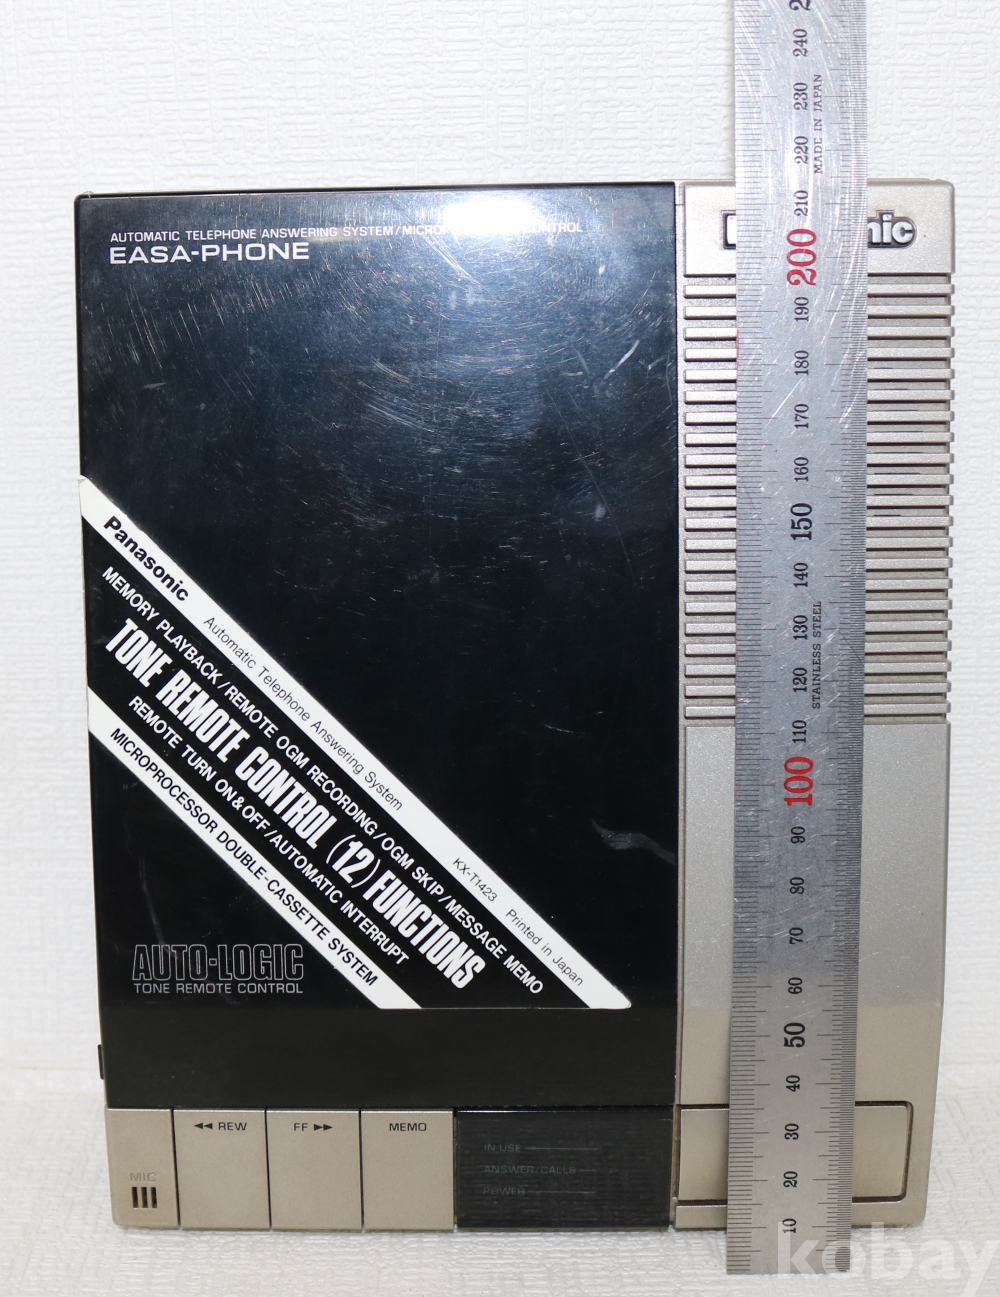 AUTOMATIC TELEPHONE ANSWERING SYSTEM/ CONTROL
EASA-PHONE
Panasonic
Automatic Telephone Answering System KX-T1423 Printed in Japan
MEMORY PLAYBACK/REMOTE OGM RECORDING/OGM SKIP/MESSAGE MEMO
TONE REMOTE CONTROL (12) FUNCTIONS
REMOTE TURN ON&OFF/AUTOMATIC INTERRUPT
MICROPROCESSOR DOUBLE-CASSETTE SYSTEM
AUTO-LOGIC
TONE REMOTE CONTROL
MIC
◀◀ REW
FF ▶▶
MEMO
IN USE
ANSWER/CALLS
POWER
nic
240
230
220
210
200
190
180
170
160
150
140
130
120
110
100
90
80
70
60
50
40
30
20
10
MADE IN JAPAN
STAINLESS STEEL
kobay